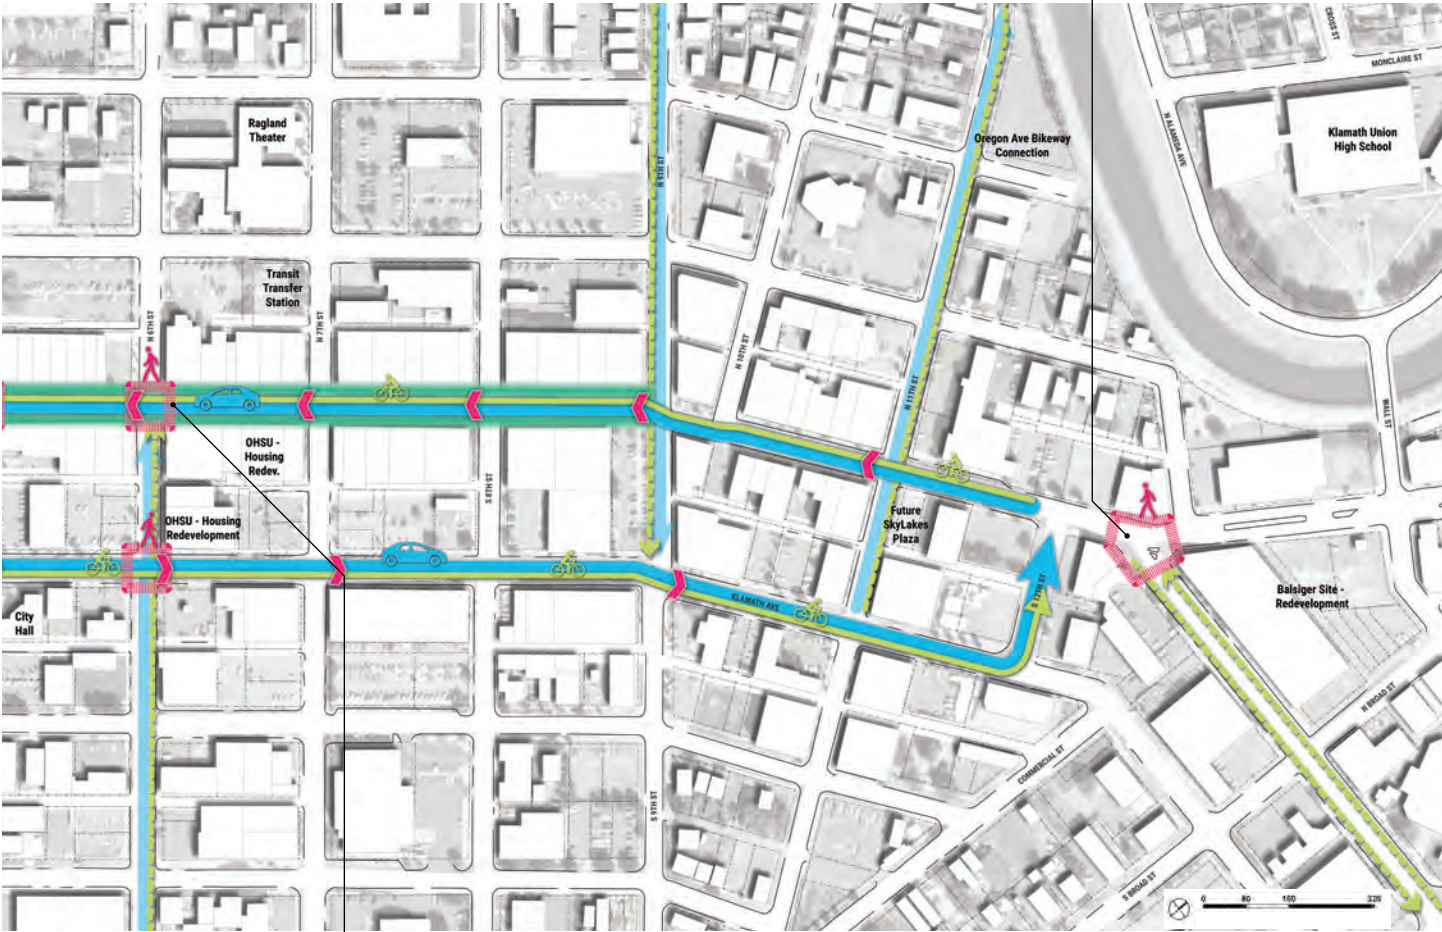 CROSS ST
MONCLAIRE ST
N ALAMEDA AVE
Ragland
Theater
Klamath Union
High School
Oregon Ave Bikeway
Connection
N 9TH ST
Transit
Transfer
Station
N 6TH ST
N 7TH ST
N 10TH ST
N 11TH ST
WALL ST
OHSU -
Housing
Redev.
S 8TH ST
OHSU - Housing
Redevelopment
Future
SkyLakes
Plaza
City
Hall
KLAMATH AVE
S 12TH ST
Balsiger Site -
Redevelopment
N BROAD ST
COMMERCIAL ST
S 9TH ST
S BROAD ST
0 80 160 320